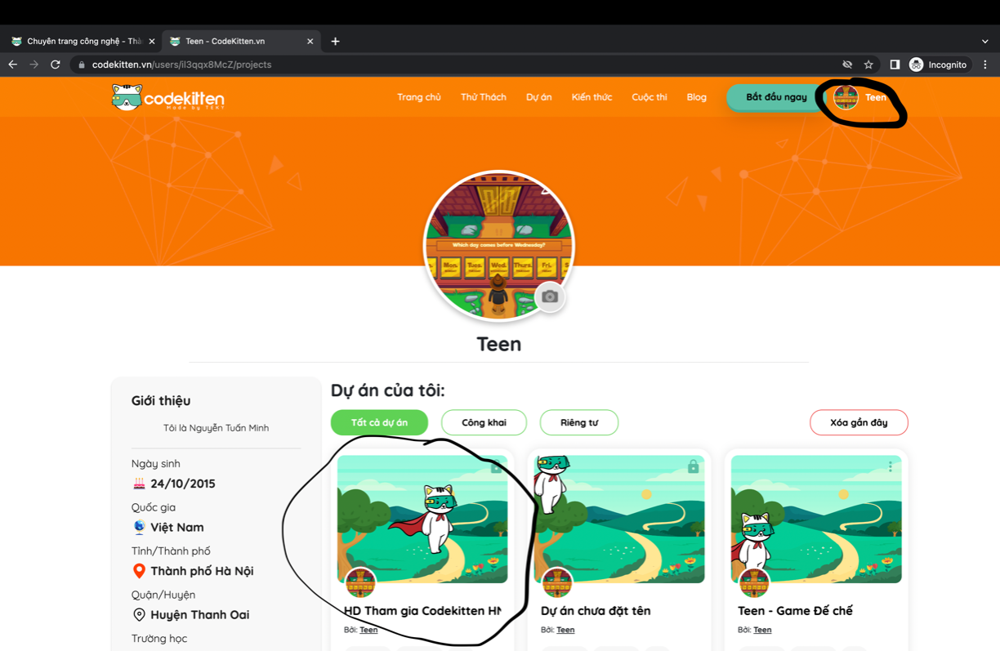 Chuyên trang công nghệ - Thà
Teen - CodeKitten.vn
codekitten.vn/users/il3qqx8McZ/projects
Incognito
codekitten
Made by TEKY
Trang chủ Thử Thách Dự án Kiến thức Cuộc thi Blog Bắt đầu ngay Teen
Which day comes before Wednesday?
Mon. Tues. Wed. Thurs. Fri. S
Teen
Giới thiệu
Tôi là Nguyễn Tuấn Minh
Ngày sinh
24/10/2015
Quốc gia
Việt Nam
Tỉnh/Thành phố
Thành phố Hà Nội
Quận/Huyện
Huyện Thanh Oai
Trường học
Dự án của tôi:
Tất cả dự án Công khai Riêng tư Xóa gần đây
HD Tham gia Codekitten HN
Bởi: Teen
Dự án chưa đặt tên
Bởi: Teen
Teen - Game Đế chế
Bởi: Teen